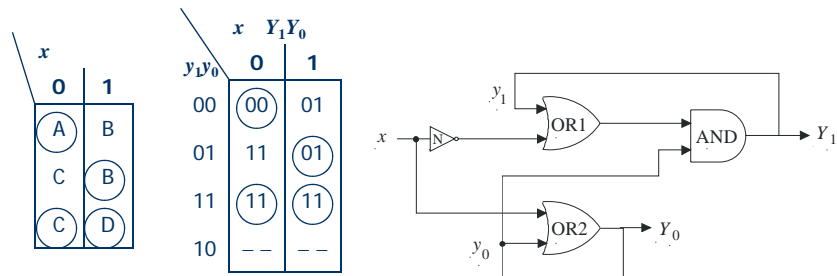 x
0 1
A B
C B
C D
x Y1Y0
y1y0 0 1
00 00 01
01 11 01
11 11 11
10 – – – –
y1
x N OR1 AND Y1
OR2 Y0
y0